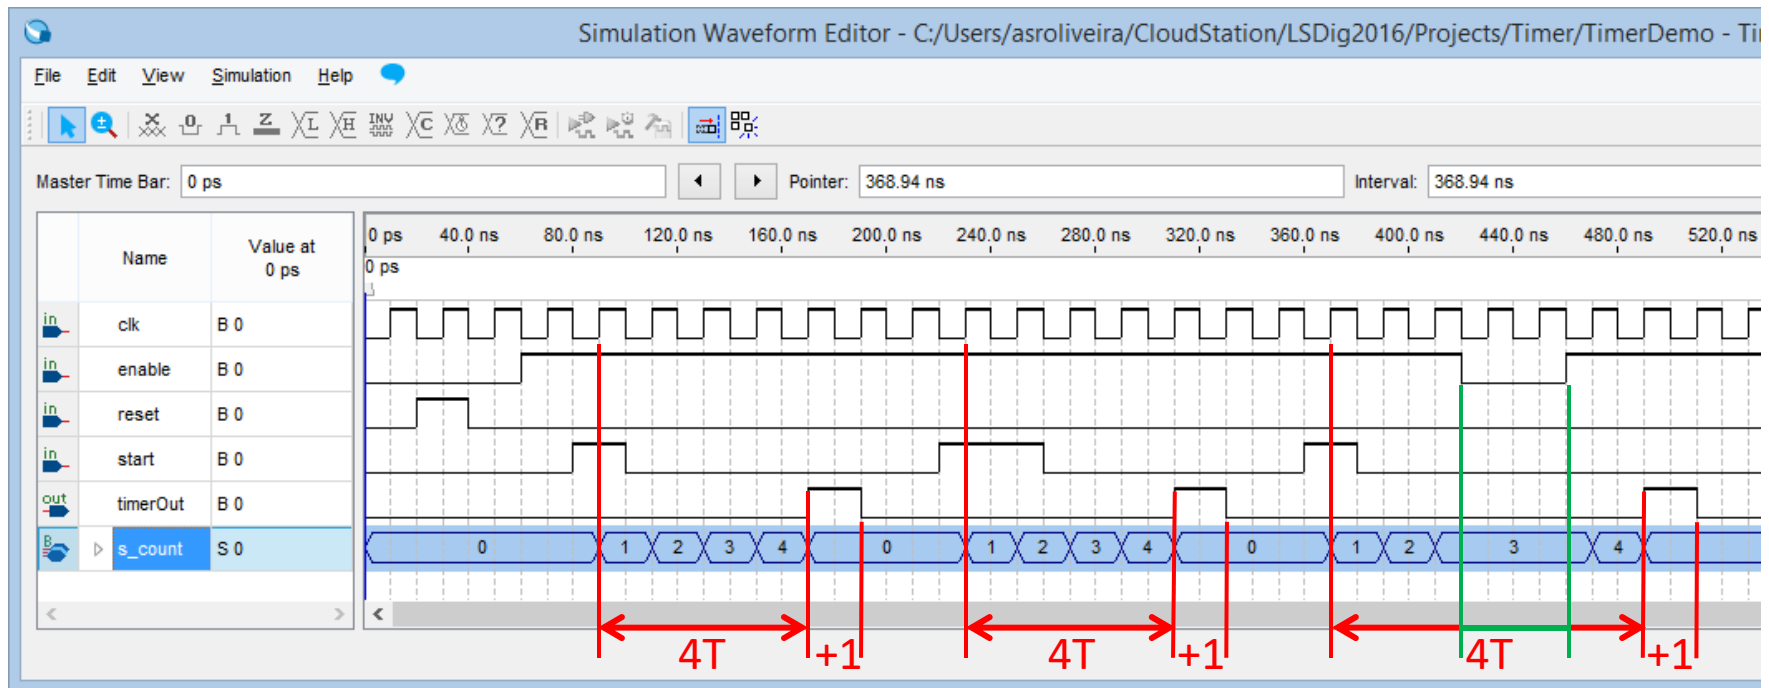 Simulation Waveform Editor - C:/Users/asroliveira/CloudStation/LSDig2016/Projects/Timer/TimerDemo - Ti
File Edit View Simulation Help
Master Time Bar: 0 ps Pointer: 368.94 ns Interval: 368.94 ns
Name Value at 0 ps
0 ps 40.0 ns 80.0 ns 120.0 ns 160.0 ns 200.0 ns 240.0 ns 280.0 ns 320.0 ns 360.0 ns 400.0 ns 440.0 ns 480.0 ns 520.0 ns
0 ps
in clk B 0
in enable B 0
in reset B 0
in start B 0
out timerOut B 0
B s_count S 0 0 1 2 3 4 0 1 2 3 4 0 1 2 3 4
4T +1 4T +1 4T +1